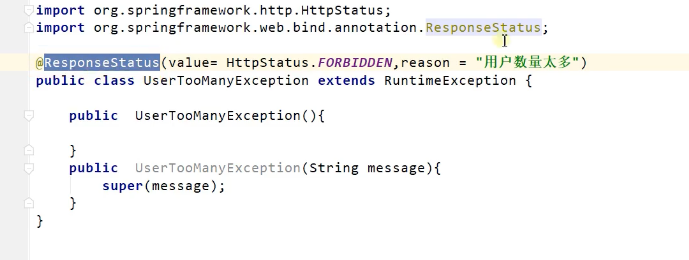 import org.springframework.http.HttpStatus;
import org.springframework.web.bind.annotation.ResponseStatus;
@ResponseStatus(value= HttpStatus.FORBIDDEN,reason = "用户数量太多")
public class UserTooManyException extends RuntimeException {
public  UserTooManyException(){
}
public  UserTooManyException(String message){
super(message);
}
}